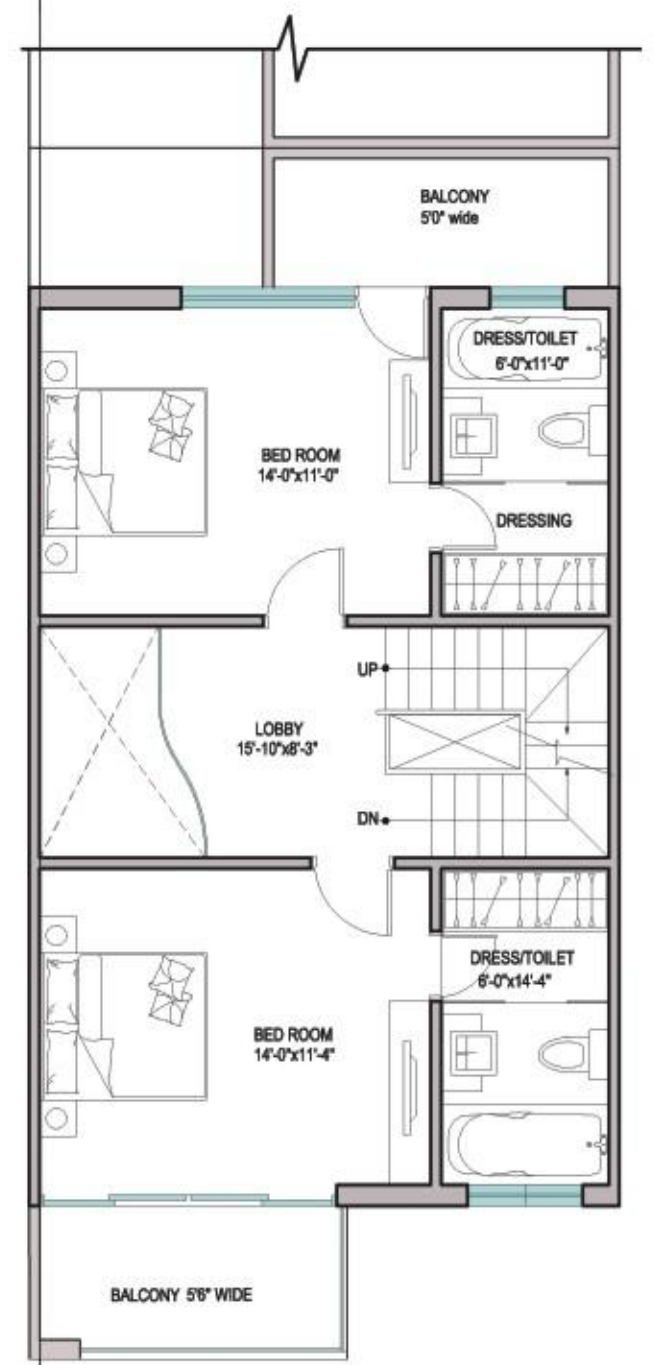 BALCONY
5'0" wide
DRESS/TOILET
6'-0"x11'-0"
BED ROOM
14'-0"x11'-0"
DRESSING
UP
LOBBY
15'-10"x8'-3"
DN
DRESS/TOILET
6'-0"x14'-4"
BED ROOM
14'-0"x11'-4"
BALCONY 5'6" WIDE